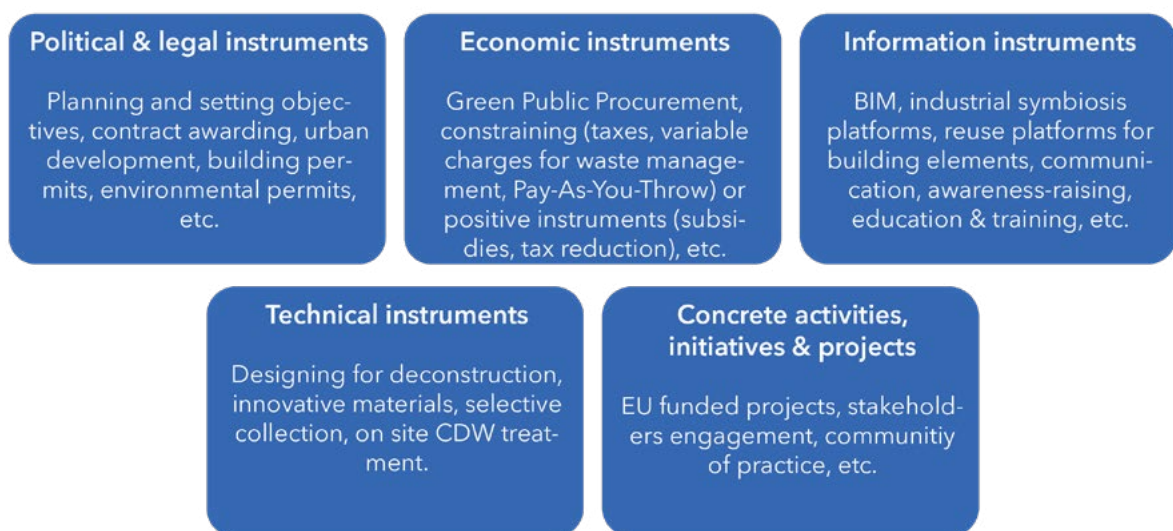 Political & legal instruments
Planning and setting objec-
tives, contract awarding, urban
development, building per-
mits, environmental permits,
etc.
Economic instruments
Green Public Procurement,
constraining (taxes, variable
charges for waste manage-
ment, Pay-As-You-Throw) or
positive instruments (subsi-
dies, tax reduction), etc.
Information instruments
BIM, industrial symbiosis
platforms, reuse platforms for
building elements, communi-
cation, awareness-raising,
education & training, etc.
Technical instruments
Designing for deconstruction,
innovative materials, selective
collection, on site CDW treat-
ment.
Concrete activities,
initiatives & projects
EU funded projects, stakehold-
ers engagement, communitiy
of practice, etc.